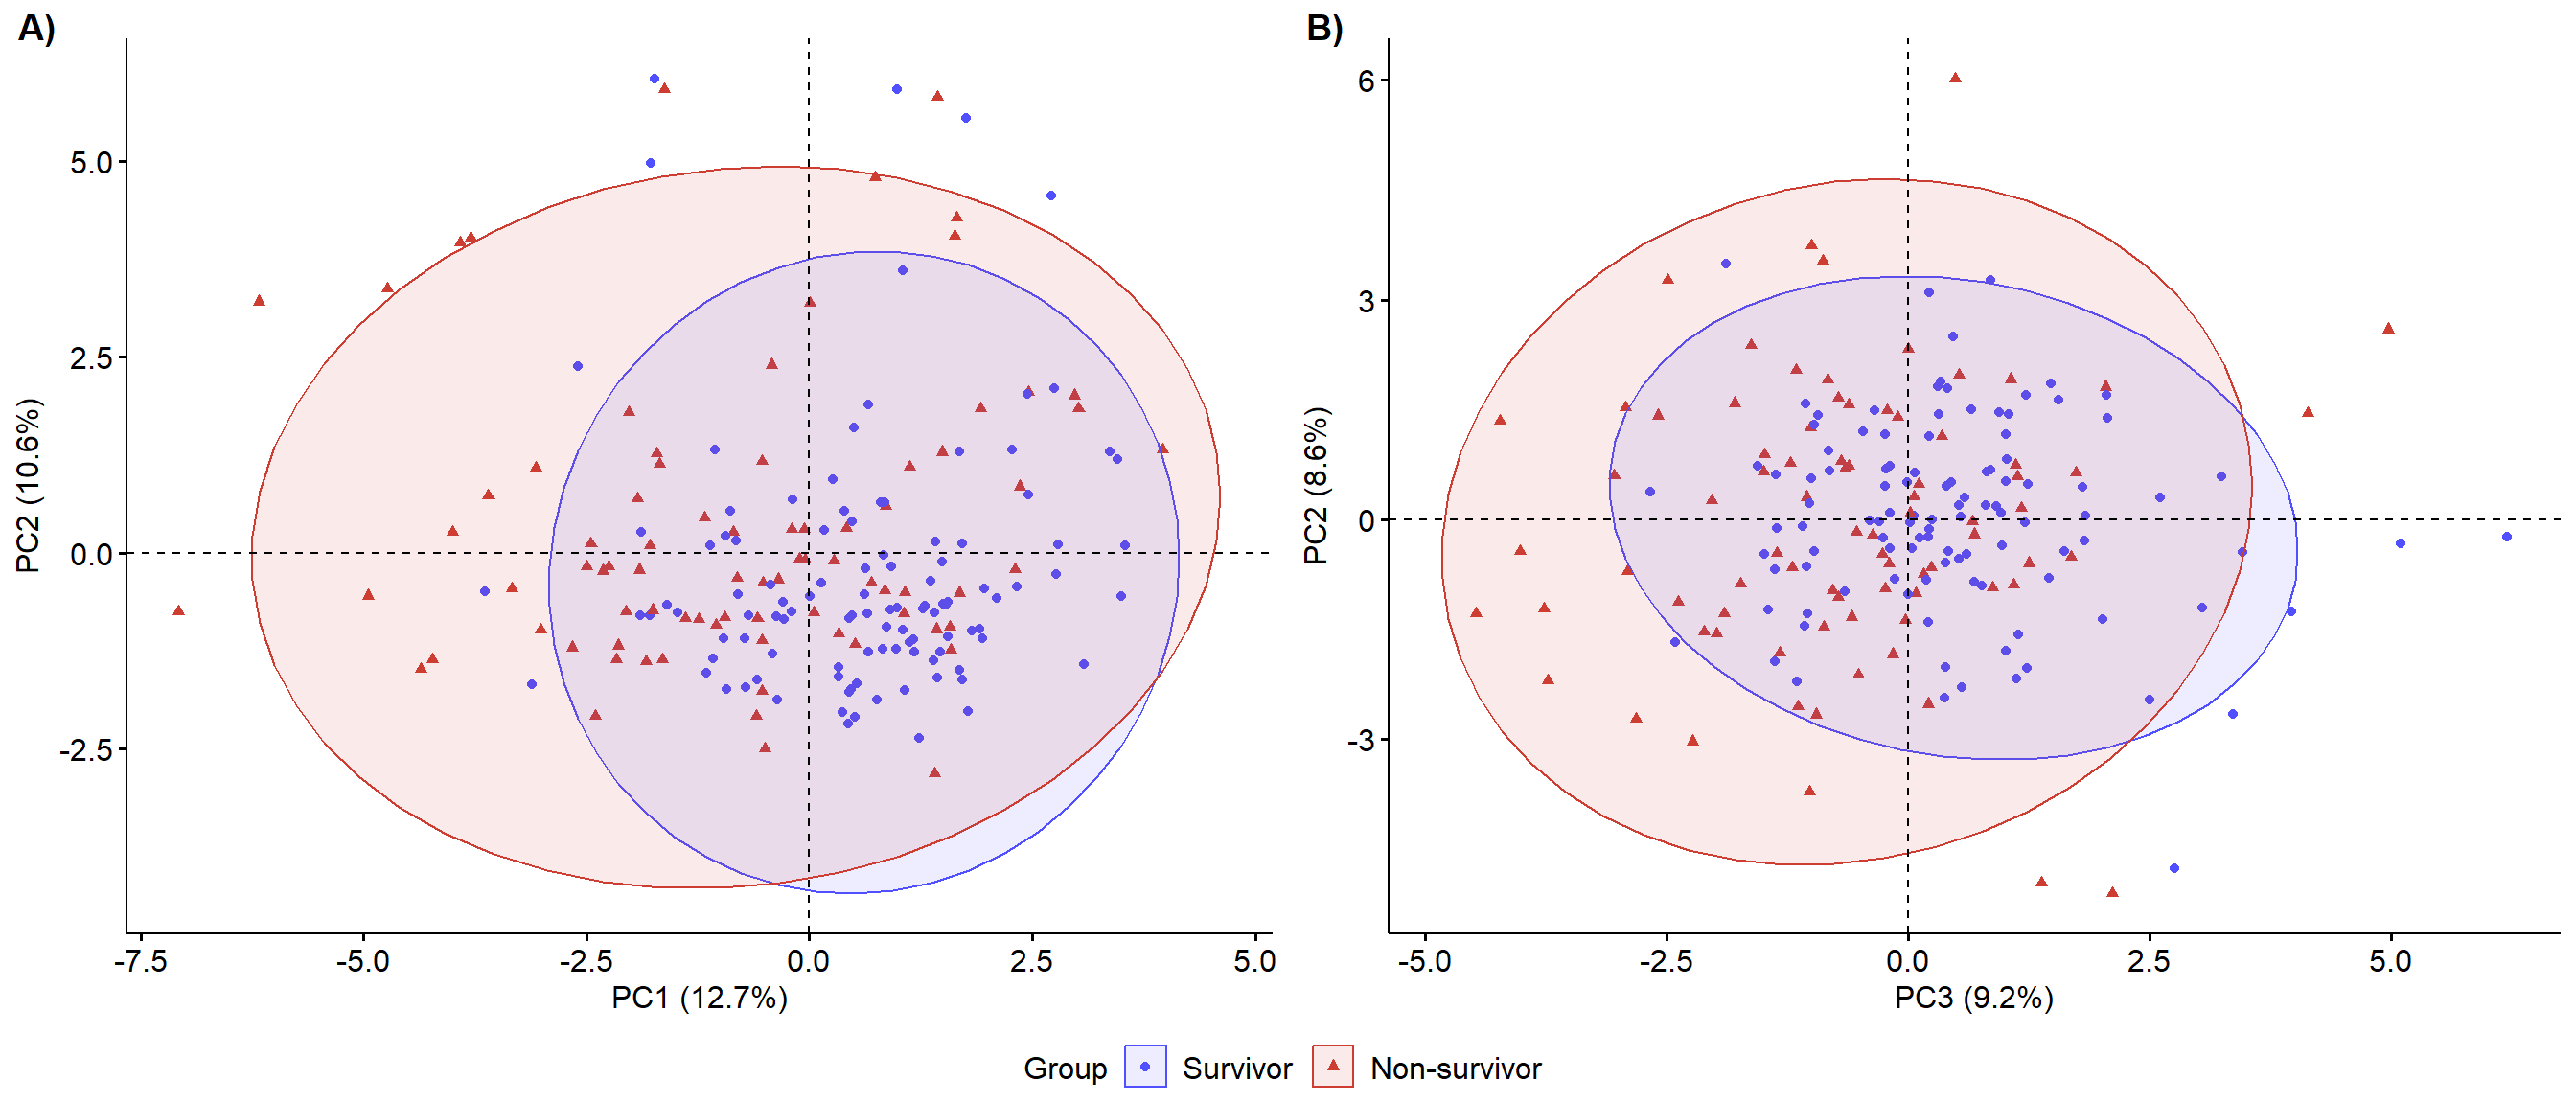 A)
5.0
2.5
0.0
-2.5
PC2 (10.6%)
-7.5 -5.0 -2.5 0.0 2.5 5.0
PC1 (12.7%)
B)
6
3
0
-3
PC2 (8.6%)
-5.0 -2.5 0.0 2.5 5.0
PC3 (9.2%)
Group Survivor Non-survivor